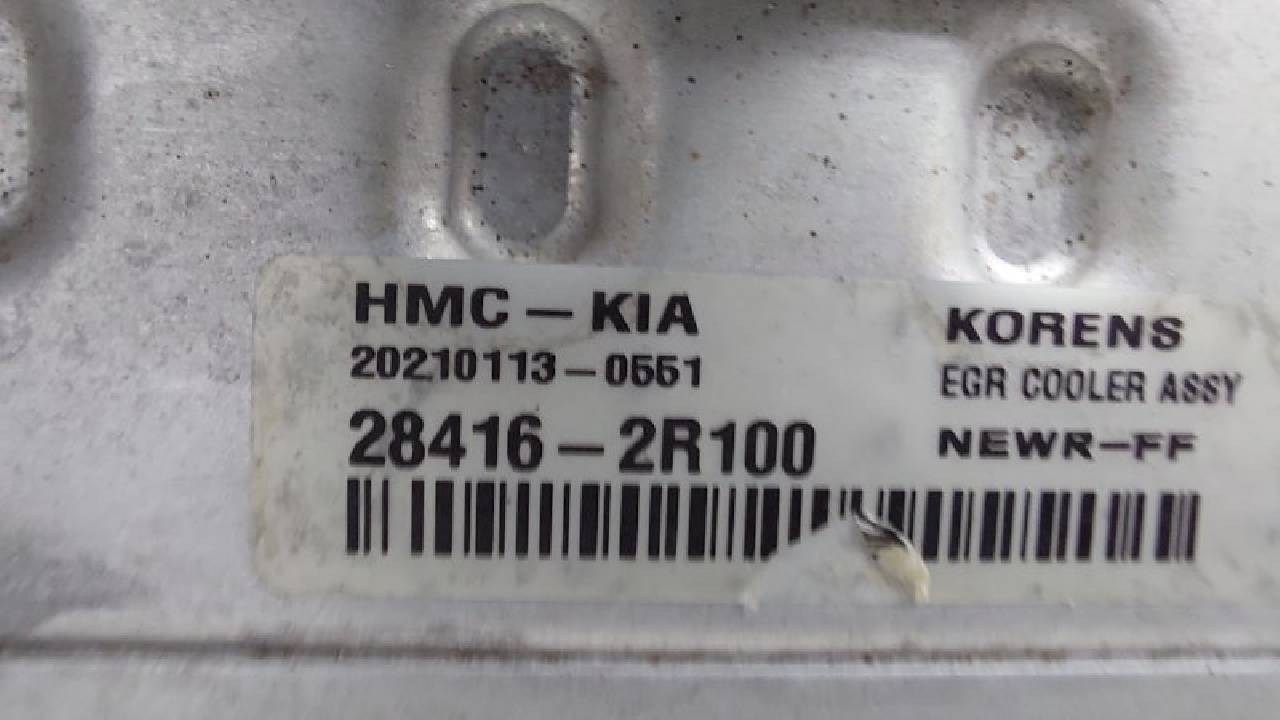 HMC-KIA
20210113-0551
28416-2R100
KORENS
EGR COOLER ASSY
NEWR-FF